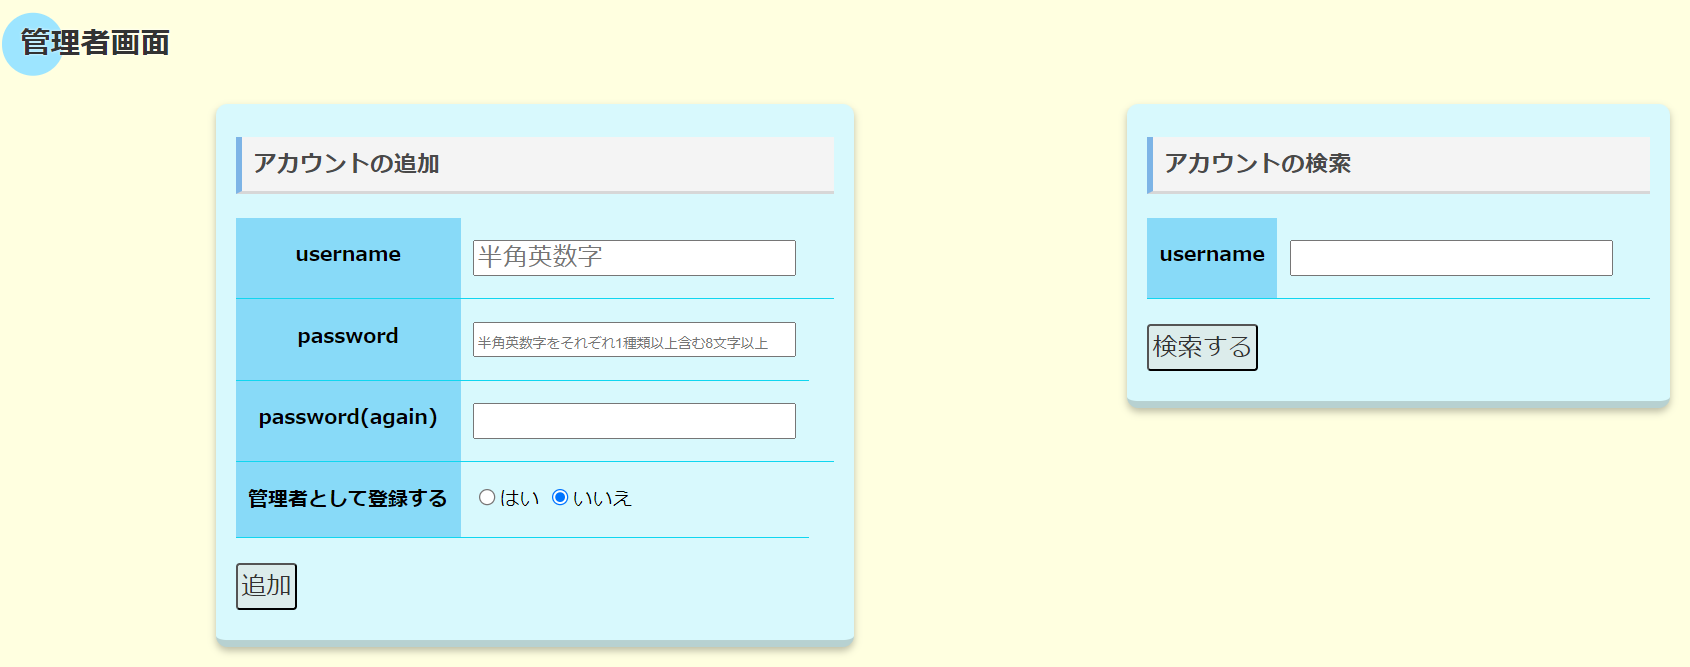 管理者画面
アカウントの追加
username 半角英数字
password 半角英数字をそれぞれ1種類以上含む8文字以上
password(again)
管理者として登録する はい いいえ
追加
アカウントの検索
username
検索する